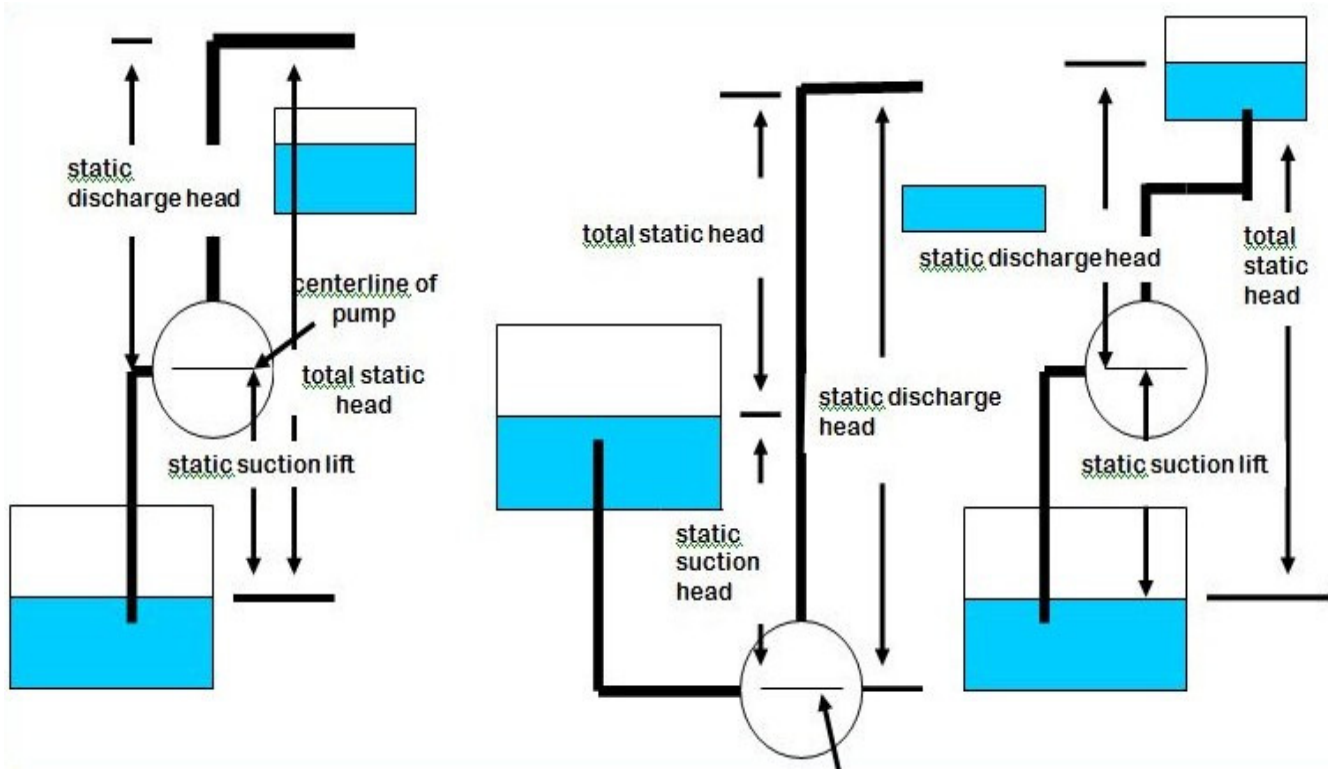 static
discharge head
centerline of
pump
total static
head
static suction lift
total static head
static discharge
head
static
suction
head
static discharge head
total
static
head
static suction lift